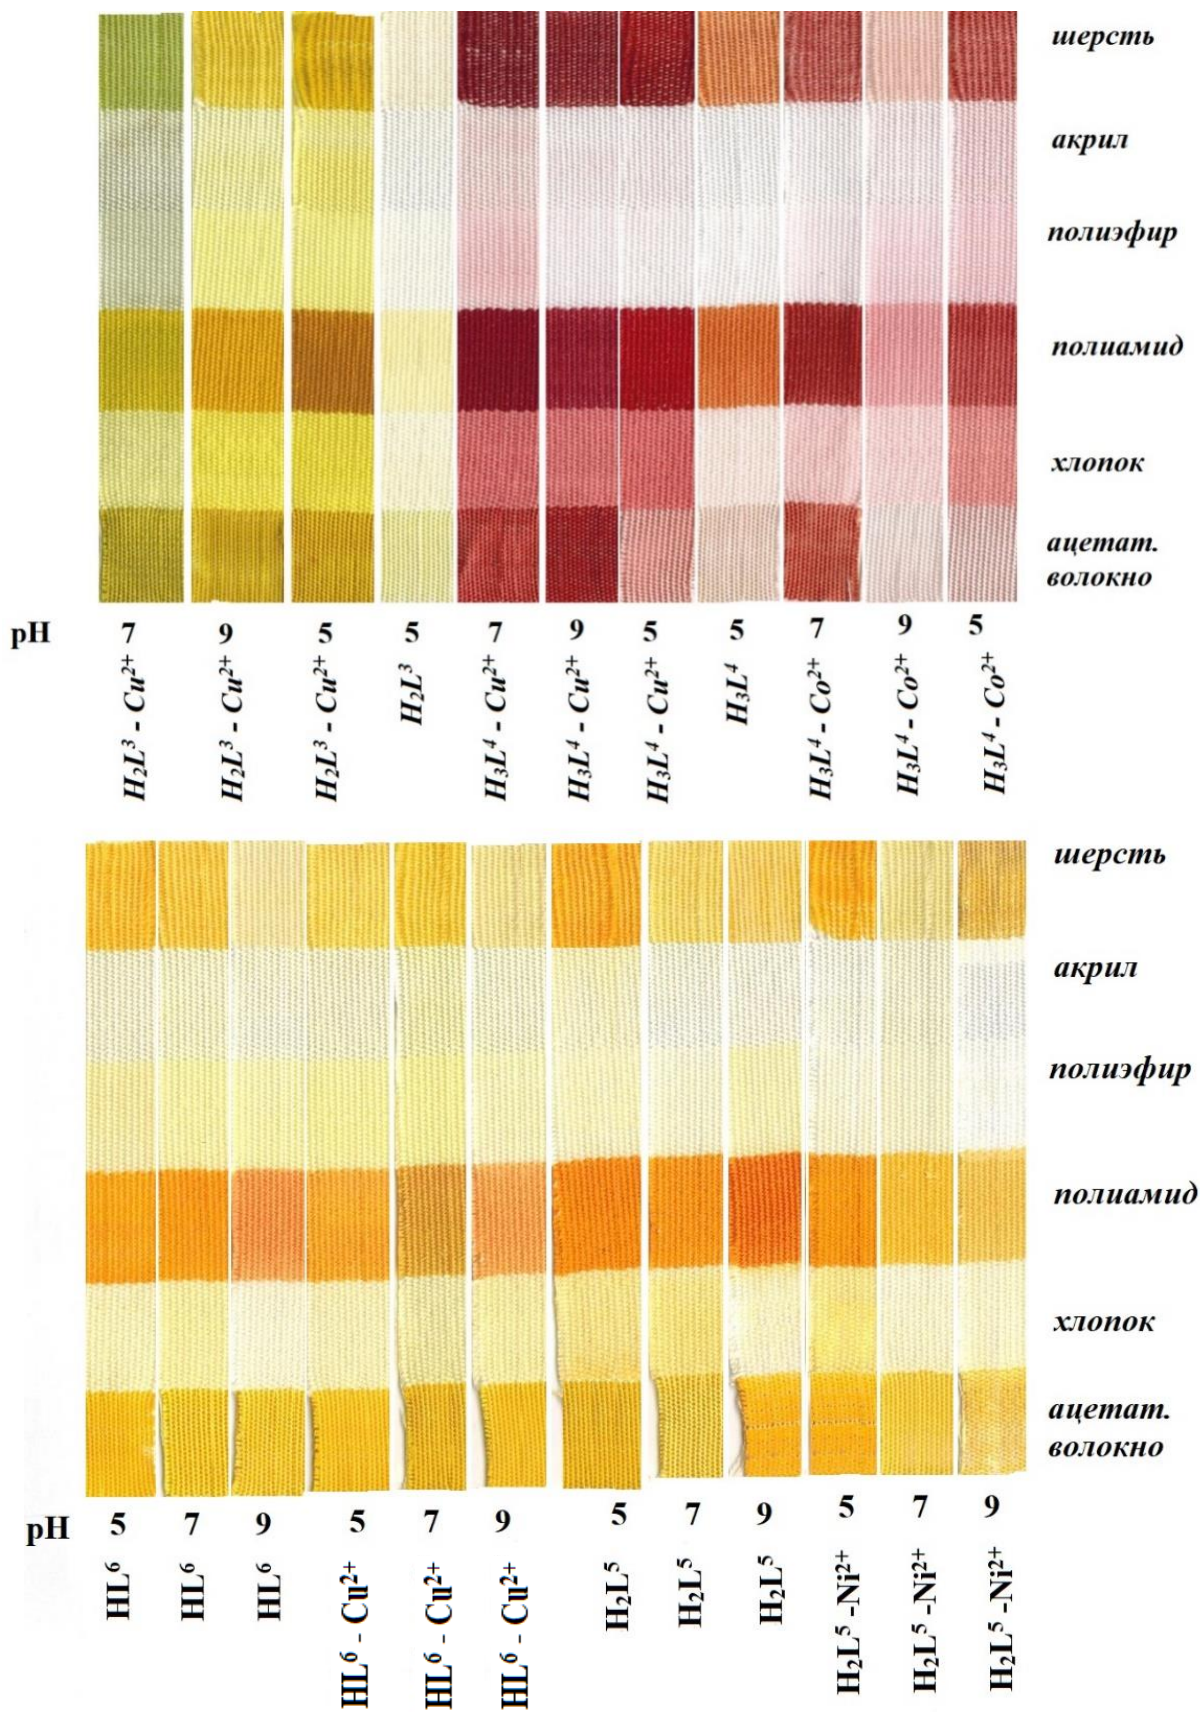 шерсть
акрил
полиэфир
полиамид
хлопок
ацетат.
волокно
pH 7 9 5 5 7 9 5 5 7 9 5
H₂L³ - Cu²⁺ H₂L³ - Cu²⁺ H₂L³ - Cu²⁺ H₂L³ H₃L⁴ - Cu²⁺ H₃L⁴ - Cu²⁺ H₃L⁴ - Cu²⁺ H₃L⁴ H₃L⁴ - Co²⁺ H₃L⁴ - Co²⁺ H₃L⁴ - Co²⁺
шерсть
акрил
полиэфир
полиамид
хлопок
ацетат.
волокно
pH 5 7 9 5 7 9 5 7 9 5 7 9
HL⁶ HL⁶ HL⁶ HL⁶ - Cu²⁺ HL⁶ - Cu²⁺ HL⁶ - Cu²⁺ H₂L⁵ H₂L⁵ H₂L⁵ H₂L⁵ -Ni²⁺ H₂L⁵ -Ni²⁺ H₂L⁵ -Ni²⁺